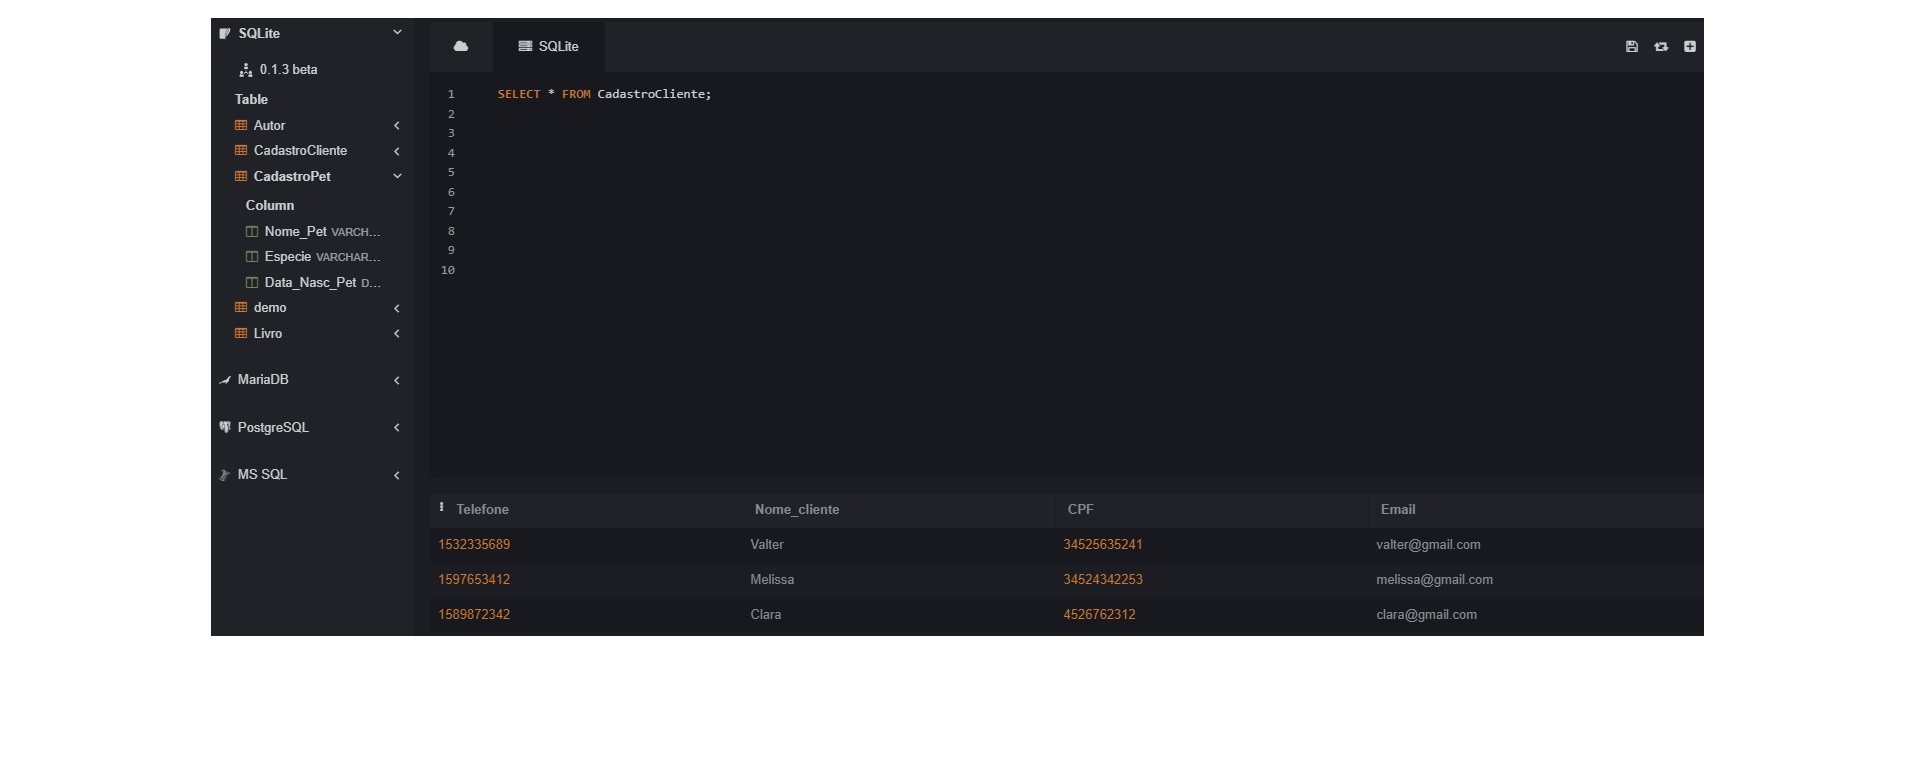 SQLite
0.1.3 beta
Table
Autor
CadastroCliente
CadastroPet
Column
Nome_Pet VARCH...
Especie VARCHAR...
Data_Nasc_Pet D...
demo
Livro
MariaDB
PostgreSQL
MS SQL
SQLite
1 SELECT * FROM CadastroCliente;
2
3
4
5
6
7
8
9
10
Telefone Nome_cliente CPF Email
1532335689 Valter 34525635241 valter@gmail.com
1597653412 Melissa 34524342253 melissa@gmail.com
1589872342 Clara 4526762312 clara@gmail.com